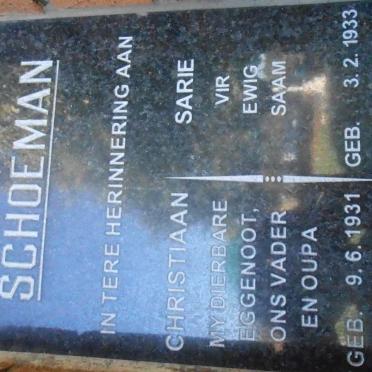 SCHOEMAN
IN TERE HERINNERING AAN
CHRISTIAAN
MY DIERBARE
EGGENOOT,
ONS VADER
EN OUPA
GEB. 9.6.1931
SARIE
VIR
EWIG
SAAM
GEB. 3.2.1933